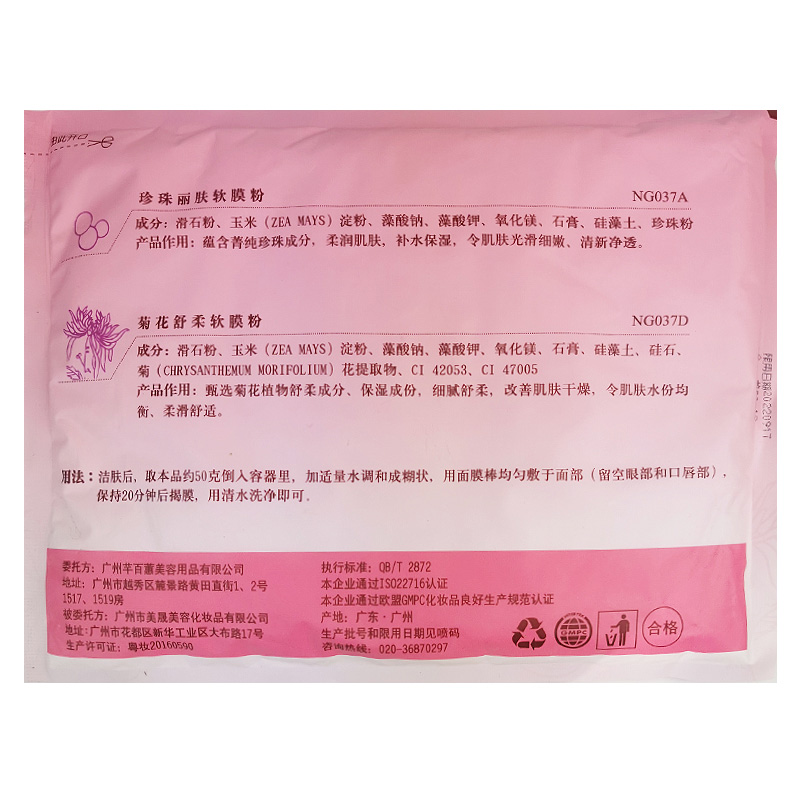 珍珠丽肤软膜粉 NG037A
成分：滑石粉、玉米（ZEA MAYS）淀粉、藻酸钠、藻酸钾、氧化镁、石膏、硅藻土、珍珠粉
产品作用：蕴含菁纯珍珠成分，柔润肌肤，补水保湿，令肌肤光滑细嫩、清新净透。
菊花舒柔软膜粉 NG037D
成分：滑石粉、玉米（ZEA MAYS）淀粉、藻酸钠、藻酸钾、氧化镁、石膏、硅藻土、硅石、
菊（CHRYSANTHEMUM MORIFOLIUM）花提取物、CI 42053、CI 47005
产品作用：甄选菊花植物舒柔成分、保湿成份，细腻舒柔，改善肌肤干燥，令肌肤水份均
衡、柔滑舒适。
限用日期20220917
用法：洁肤后，取本品约50克倒入容器里，加适量水调和成糊状，用面膜棒均匀敷于面部（留空眼部和口唇部），
保持20分钟后揭膜，用清水洗净即可。
委托方：广州芊百蕙美容用品有限公司
地址：广州市越秀区麓景路黄田直街1、2号
1517、1519房
被委托方：广州市美晟美容化妆品有限公司
地址：广州市花都区新华工业区大布路17号
生产许可证：粤妆20160590
执行标准：QB/T 2872
本企业通过ISO22716认证
本企业通过欧盟GMPC化妆品良好生产规范认证
产地：广东·广州
生产批号和限用日期见喷码
咨询热线：020-36870297
GMPC
合格